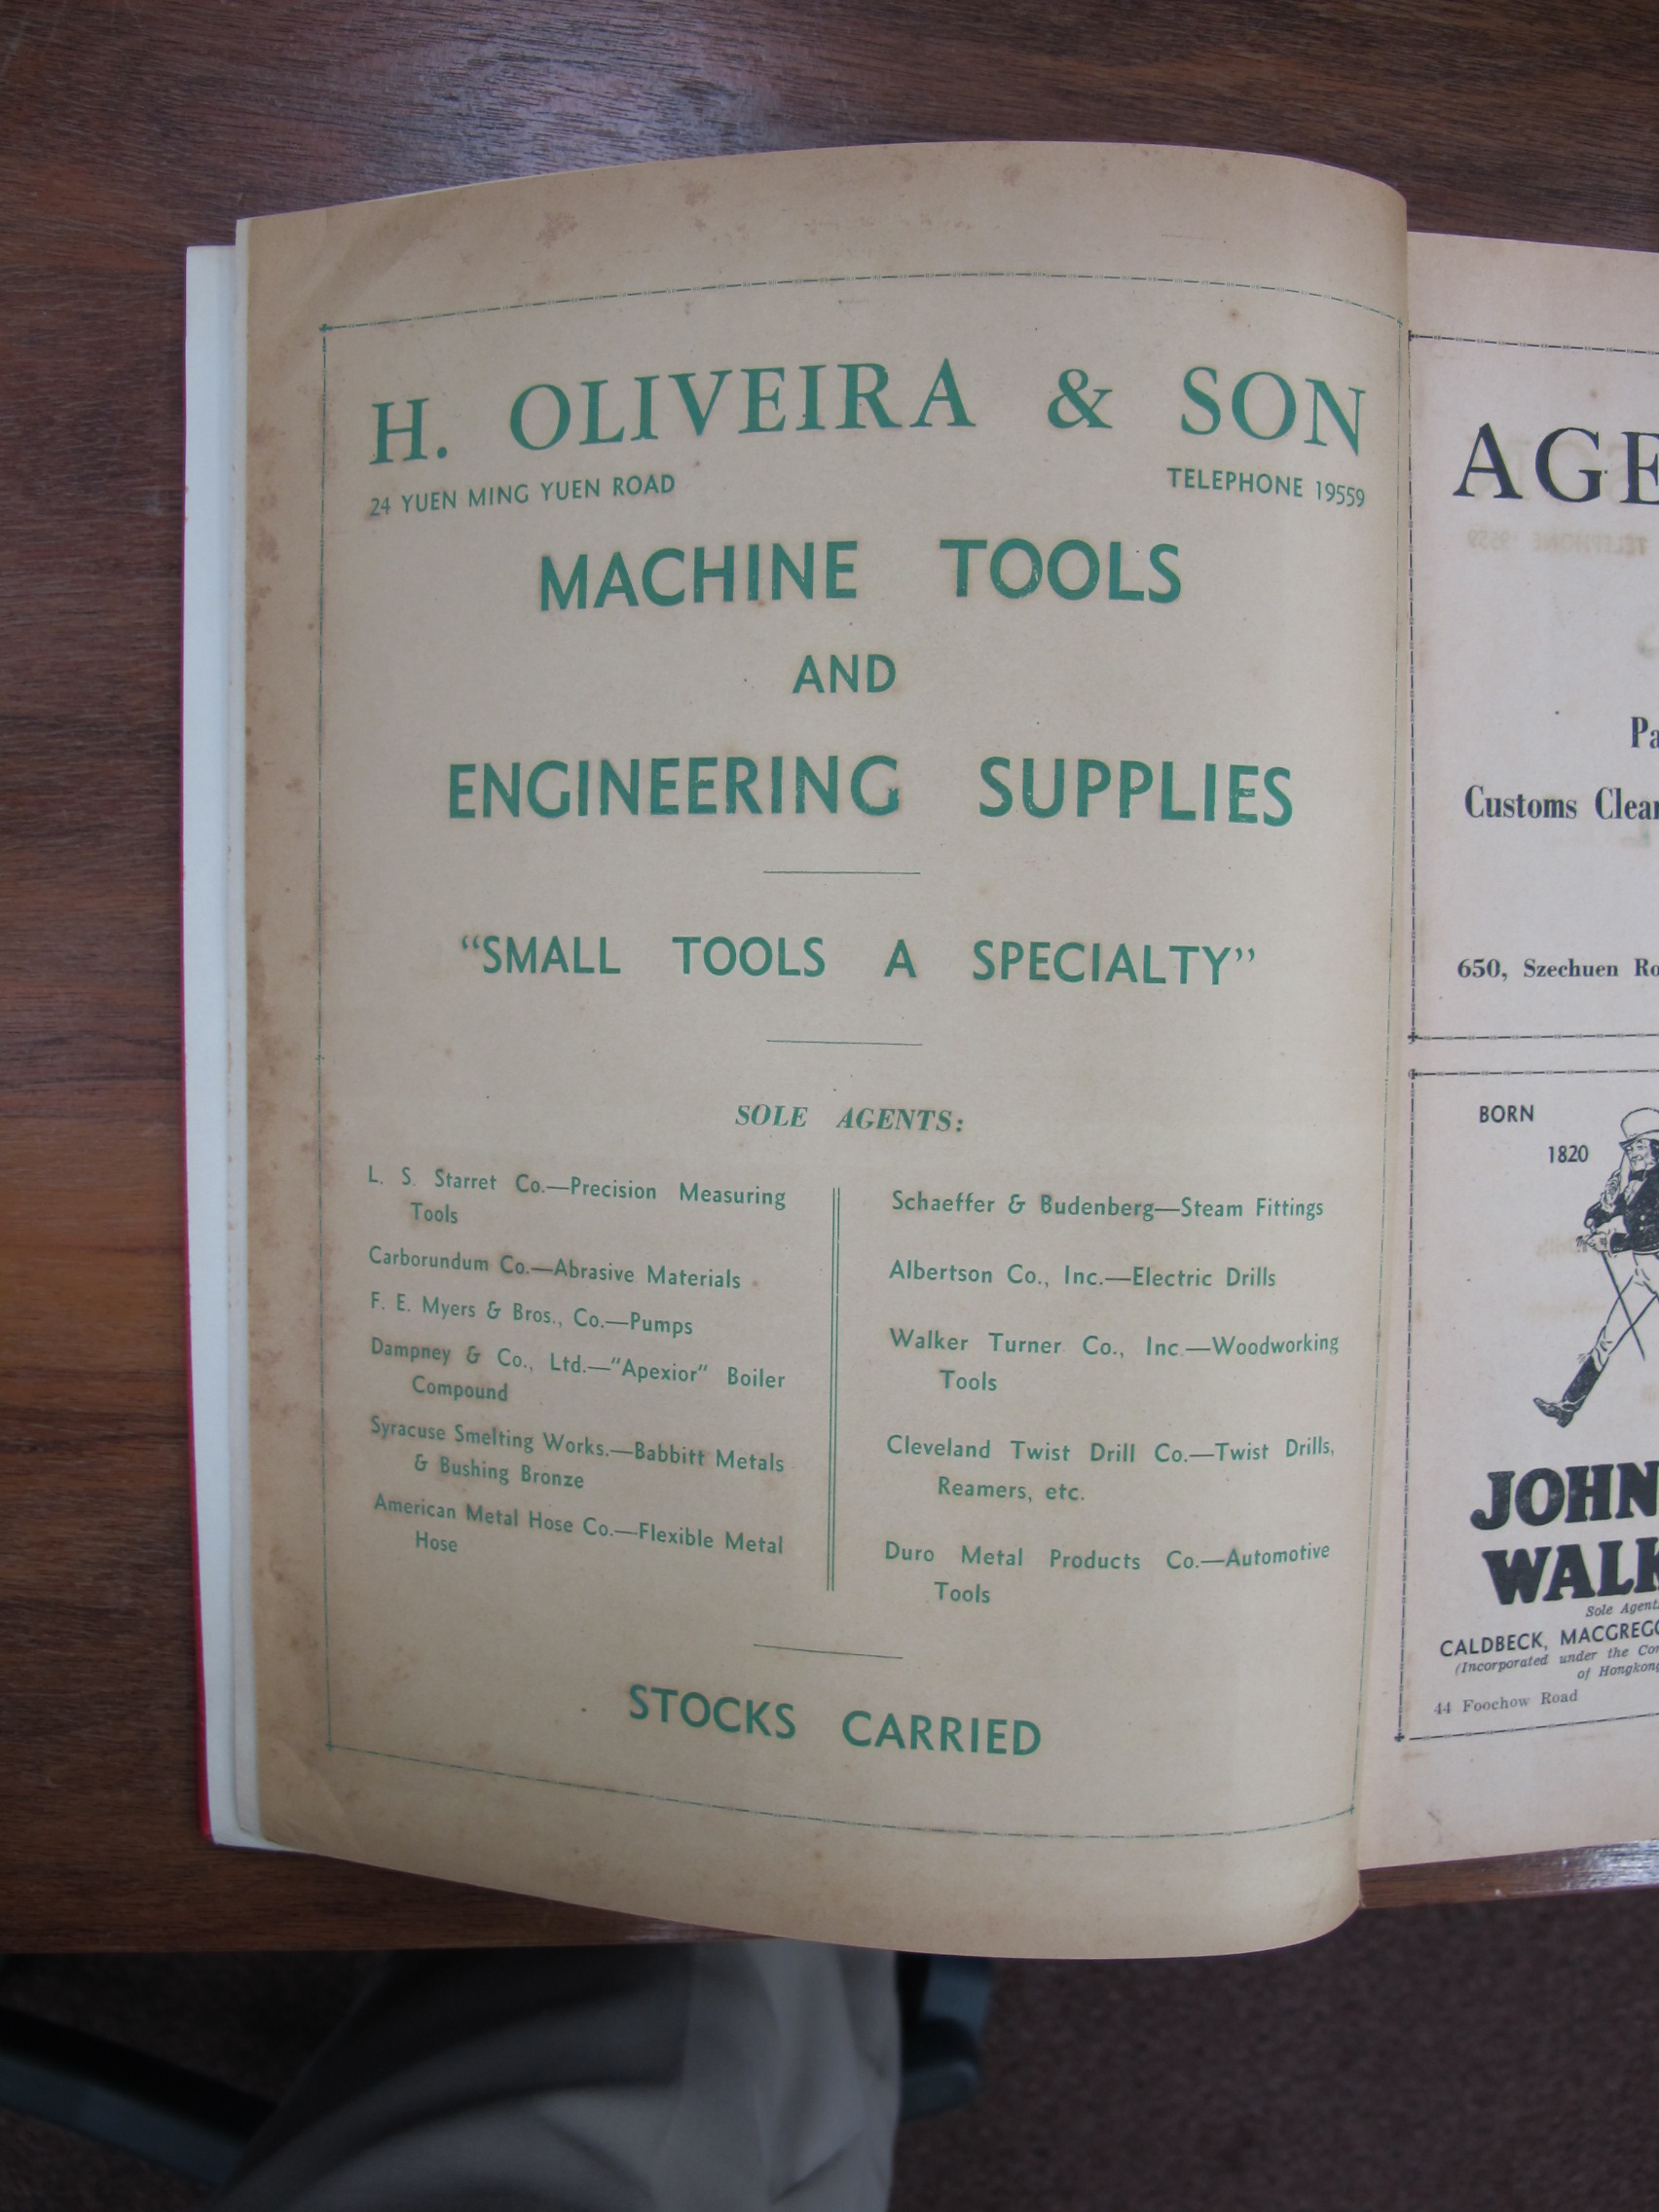 H. OLIVEIRA & SON
24 YUEN MING YUEN ROAD TELEPHONE 19559
MACHINE TOOLS
AND
ENGINEERING SUPPLIES
“SMALL TOOLS A SPECIALTY”
SOLE AGENTS:
L. S. Starret Co.—Precision Measuring
Tools
Carborundum Co.—Abrasive Materials
F. E. Myers & Bros., Co.—Pumps
Dampney & Co., Ltd.—"Apexior" Boiler
Compound
Syracuse Smelting Works.—Babbitt Metals
& Bushing Bronze
American Metal Hose Co.—Flexible Metal
Hose
Schaeffer & Budenberg—Steam Fittings
Albertson Co., Inc.—Electric Drills
Walker Turner Co., Inc.—Woodworking
Tools
Cleveland Twist Drill Co.—Twist Drills,
Reamers, etc.
Duro Metal Products Co.—Automotive
Tools
STOCKS CARRIED
AGE
Pa
Customs Clear
650, Szechuen Ro
BORN
1820
JOHN
WALK
Sole Agent
CALDBECK, MACGREGO
(Incorporated under the Co
of Hongkong
44 Foochow Road